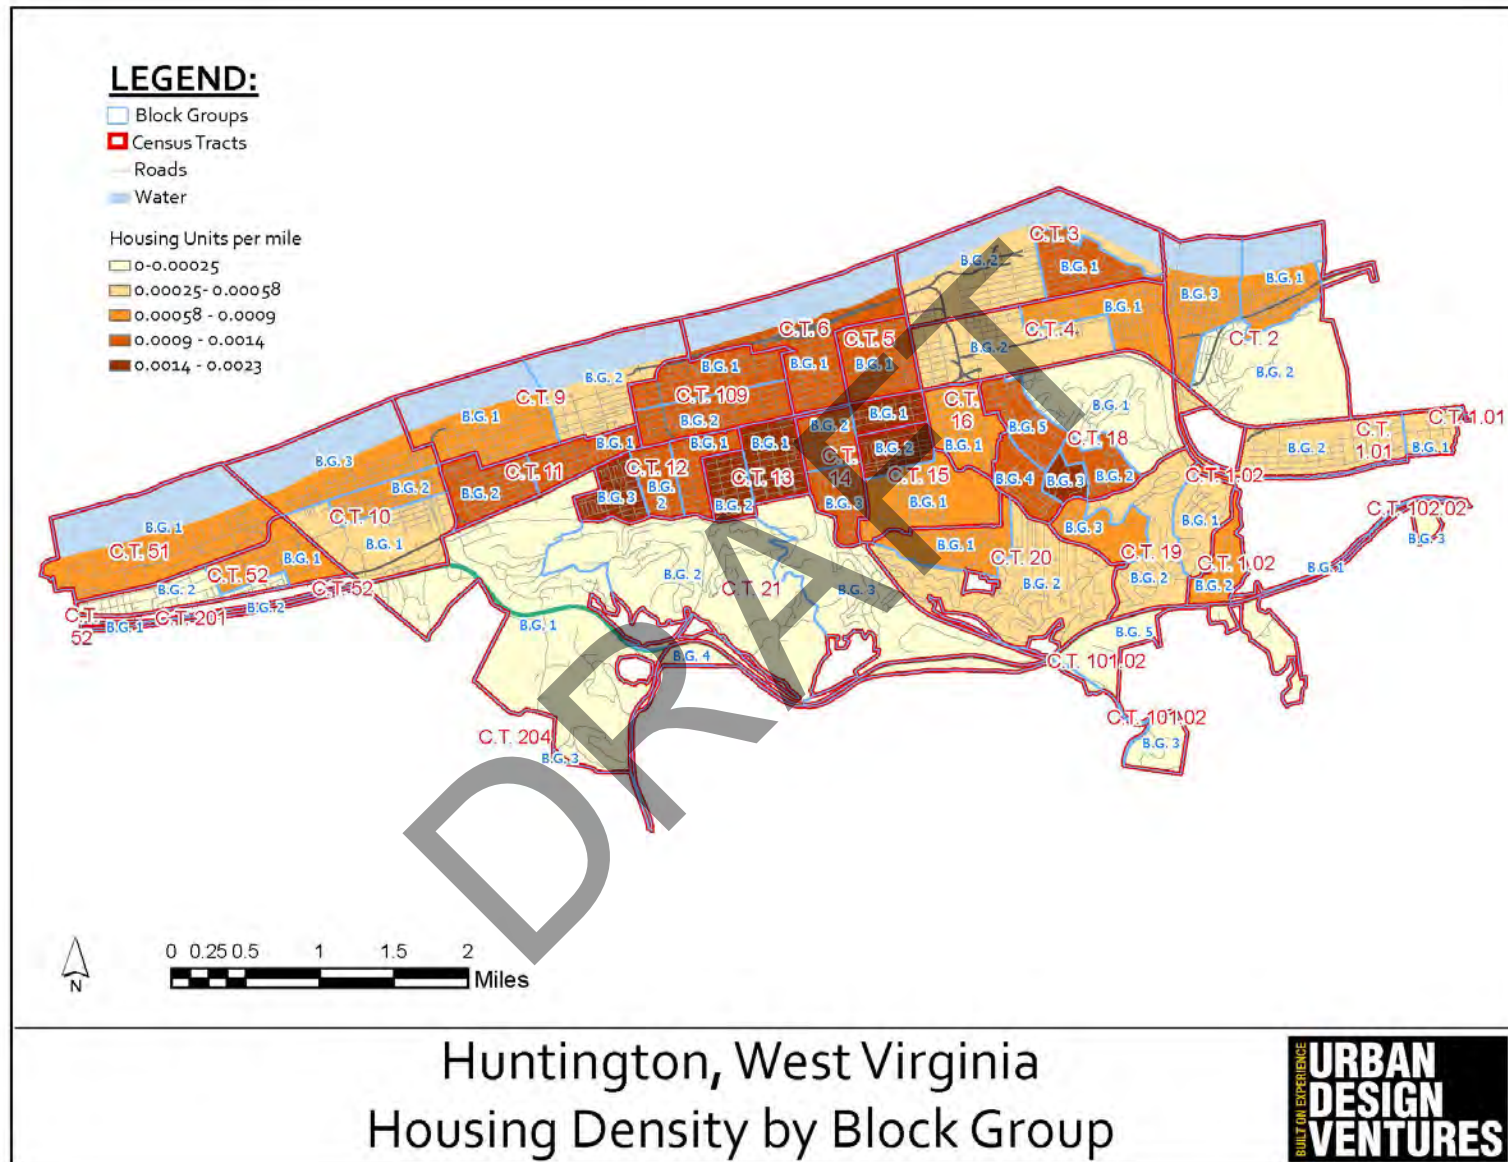 LEGEND:
Block Groups
Census Tracts
Roads
Water
Housing Units per mile
0-0.00025
0.00025- 0.00058
0.00058 - 0.0009
0.0009 - 0.0014
0.0014 - 0.0023
C.T. 3
B.G. 2
B.G. 1
B.G. 1
B.G. 3
B.G. 1
C.T. 6
C.T. 5
C.T. 4
C.T. 2
B.G. 2
B.G. 1
B.G. 1
B.G. 1
B.G. 2
B.G. 2
C.T. 9
C.T. 109
C.T.
16
B.G. 1
B.G. 1
B.G. 2
B.G. 2
B.G. 1
B.G. 5
C.T. 18
C.T.
1.01
C.T. 1.01
B.G. 1
B.G. 1
B.G. 1
B.G. 2
B.G. 1
B.G. 2
B.G. 1
B.G. 3
C.T. 11
C.T. 12
C.T. 13
C.T.
14
C.T. 15
B.G. 4
B.G. 3
B.G. 2
C.T. 1.02
B.G. 2
B.G. 2
B.G. 3
B.G. 2
B.G. 2
B.G. 3
B.G. 1
C.T. 102.02
B.G. 3
B.G. 1
C.T. 10
B.G. 3
B.G. 1
C.T. 51
B.G. 1
B.G. 1
B.G. 1
C.T. 20
C.T. 19
C.T. 1.02
B.G. 1
B.G. 2
C.T. 52
C.T. 52
B.G. 2
C.T. 21
B.G. 3
B.G. 2
B.G. 2
B.G. 2
C.T.
52
B.G. 1
C.T. 201
B.G. 2
B.G. 1
B.G. 5
B.G. 4
C.T. 101.02
C.T. 204
B.G. 3
C.T. 101.02
B.G. 3
DRAFT
N
0 0.25 0.5 1 1.5 2
Miles
Huntington, West Virginia
Housing Density by Block Group
BUILT ON EXPERIENCE
URBAN
DESIGN
VENTURES